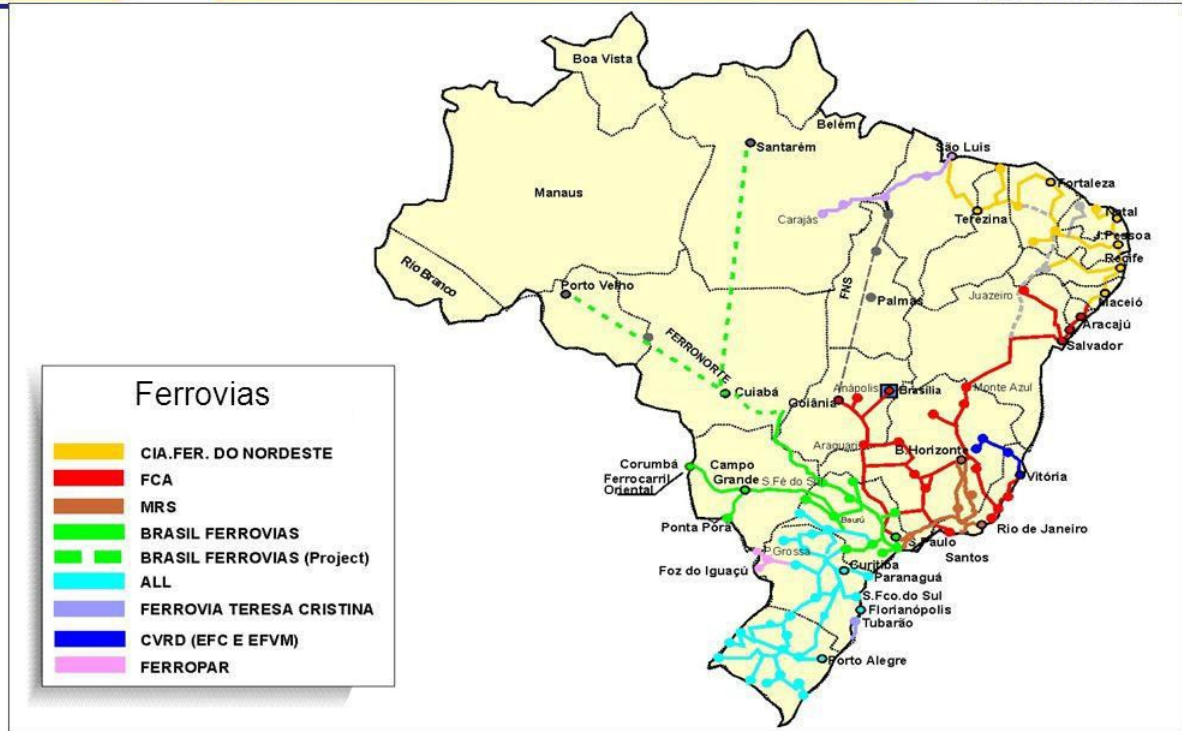 Boa Vista
Belém
Santarém
São Luis
Manaus
Fortaleza
Carajás
Terezina
Natal
J.Pessoa
Recife
Rio Branco
Porto Velho
FNS
Palmas
Juazeiro
Maceió
Aracajú
Salvador
FERRONORTE
Cuiabá
Anápolis
Brasília
Monte Azul
Goiânia
Araguari
B.Horizonte
Corumbá
Campo
Ferrocarril
Grande
S.Fé do Sul
Oriental
Vitória
Ponta Póra
Baurú
Rio de Janeiro
S.Paulo
P.Grossa
Santos
Foz do Iguaçú
Curitiba
Paranaguá
S.Fco.do Sul
Florianópolis
Tubarão
Porto Alegre
Ferrovias
CIA.FER. DO NORDESTE
FCA
MRS
BRASIL FERROVIAS
BRASIL FERROVIAS (Project)
ALL
FERROVIA TERESA CRISTINA
CVRD (EFC E EFVM)
FERROPAR